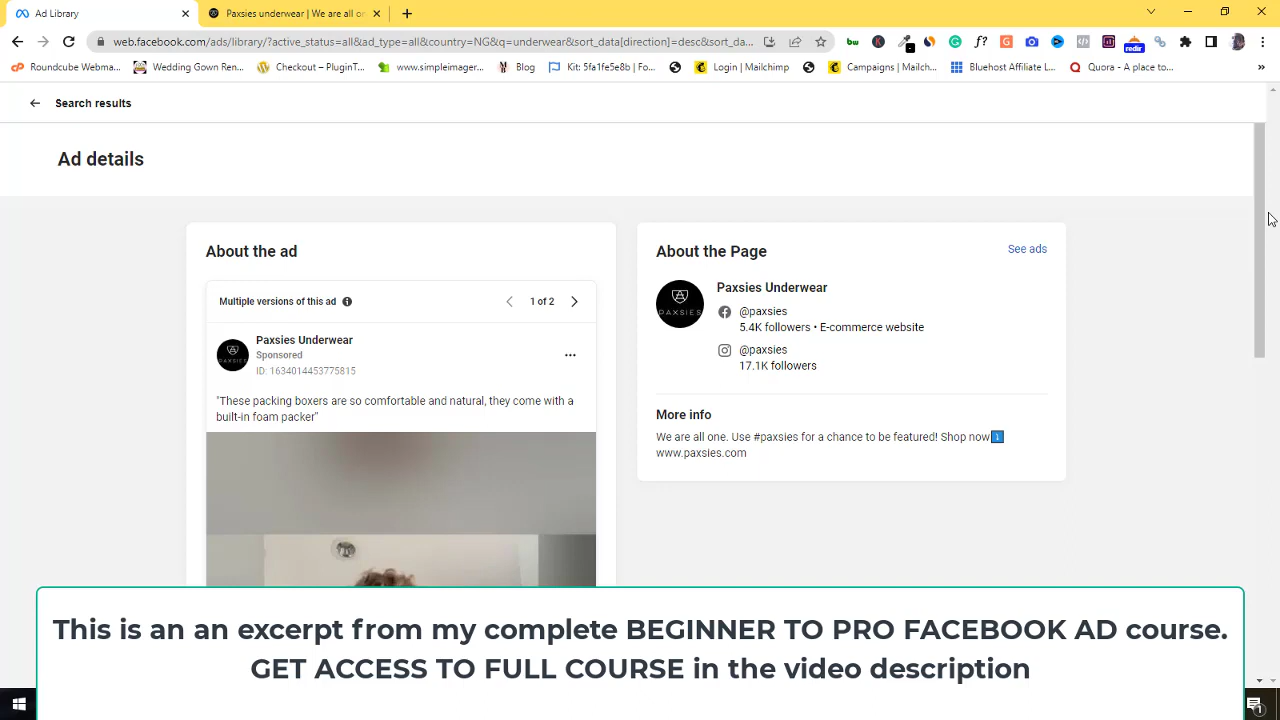 Ad Library
Paxsies underwear | We are all on
web.facebook.com/ads/library/?active_status=all&ad_type=all&country=NG&q=underwear&sort_data[direction]=desc&sort_da...
Roundcube Webma...
Wedding Gown Ren...
Checkout – PluginT...
www.simpleimager...
Blog
Kit: 5fa1fe5e8b | Fo...
Login | Mailchimp
Campaigns | Mailch...
Bluehost Affiliate L...
Quora - A place to...
Search results
Ad details
About the ad
Multiple versions of this ad
1 of 2
PAXSIES
Paxsies Underwear
Sponsored
ID: 1634014453775815
"These packing boxers are so comfortable and natural, they come with a
built-in foam packer"
About the Page
See ads
PAXSIES
Paxsies Underwear
@paxsies
5.4K followers • E-commerce website
@paxsies
17.1K followers
More info
We are all one. Use #paxsies for a chance to be featured! Shop now⤵
www.paxsies.com
This is an an excerpt from my complete BEGINNER TO PRO FACEBOOK AD course.
GET ACCESS TO FULL COURSE in the video description